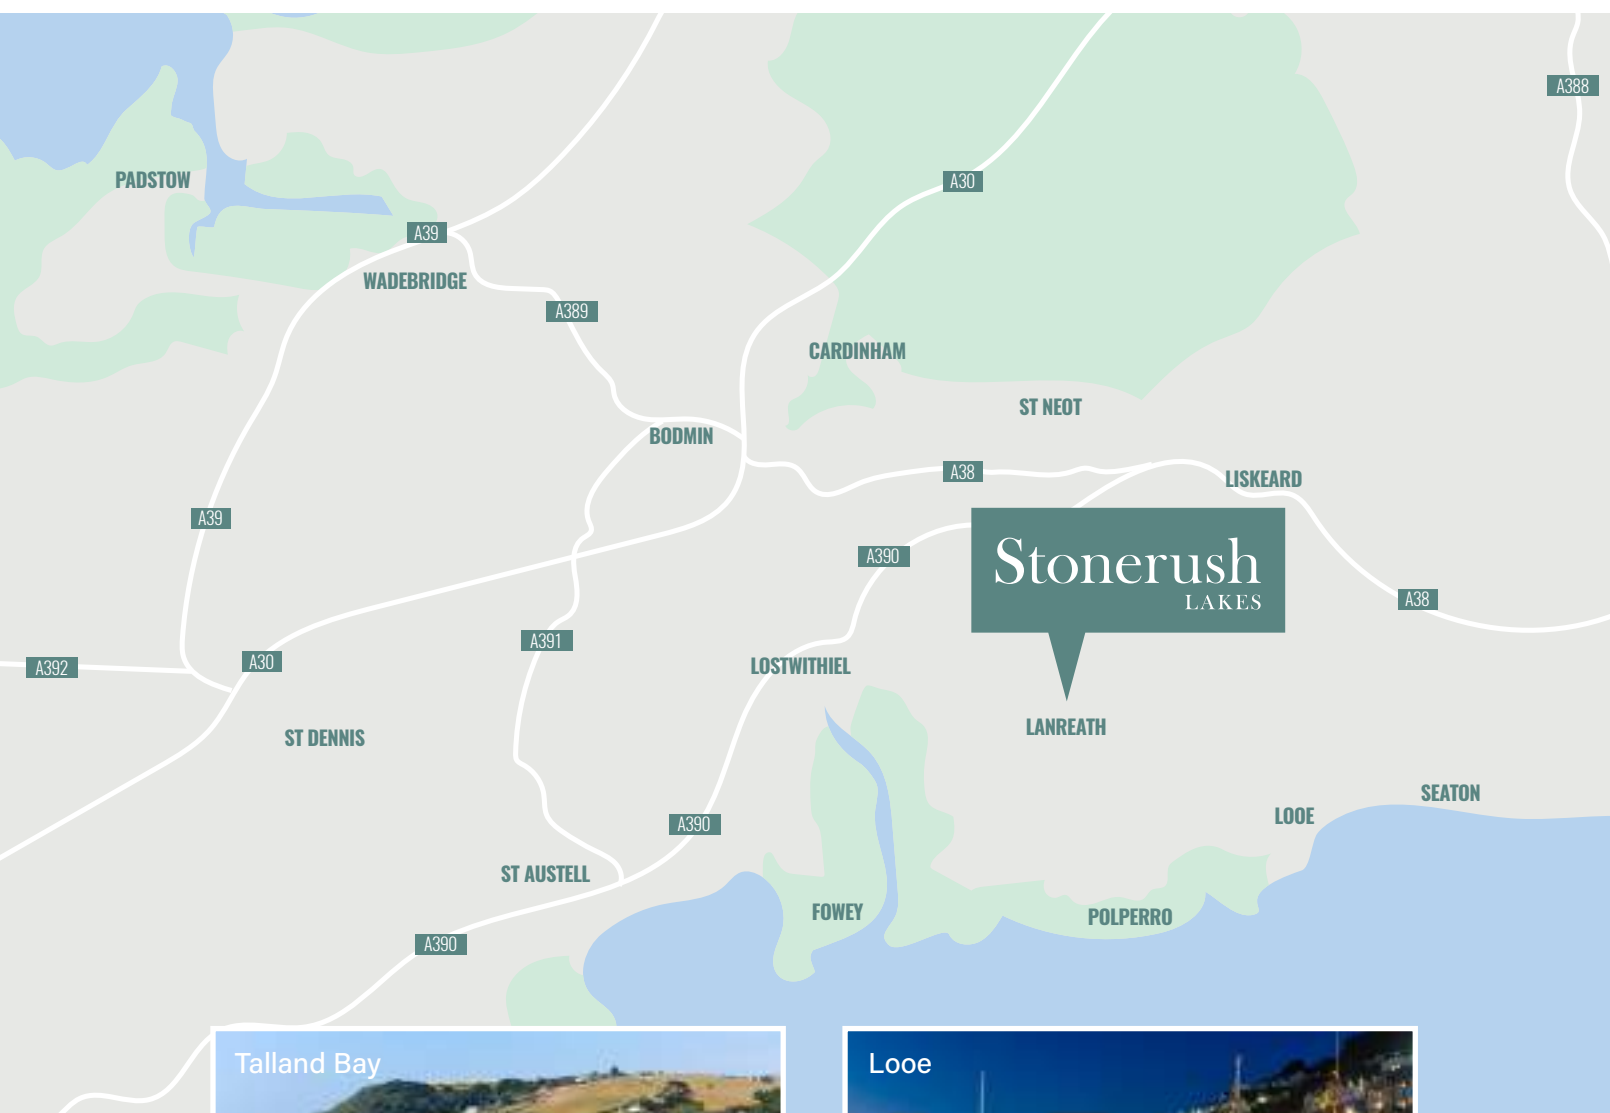 A388
PADSTOW
A30
A39
WADEBRIDGE
A389
CARDINHAM
ST NEOT
BODMIN
A38
LISKEARD
A39
A390
Stonerush
LAKES
A38
A391
A392
A30
LOSTWITHIEL
LANREATH
ST DENNIS
SEATON
LOOE
A390
ST AUSTELL
FOWEY
POLPERRO
A390
Talland Bay
Looe